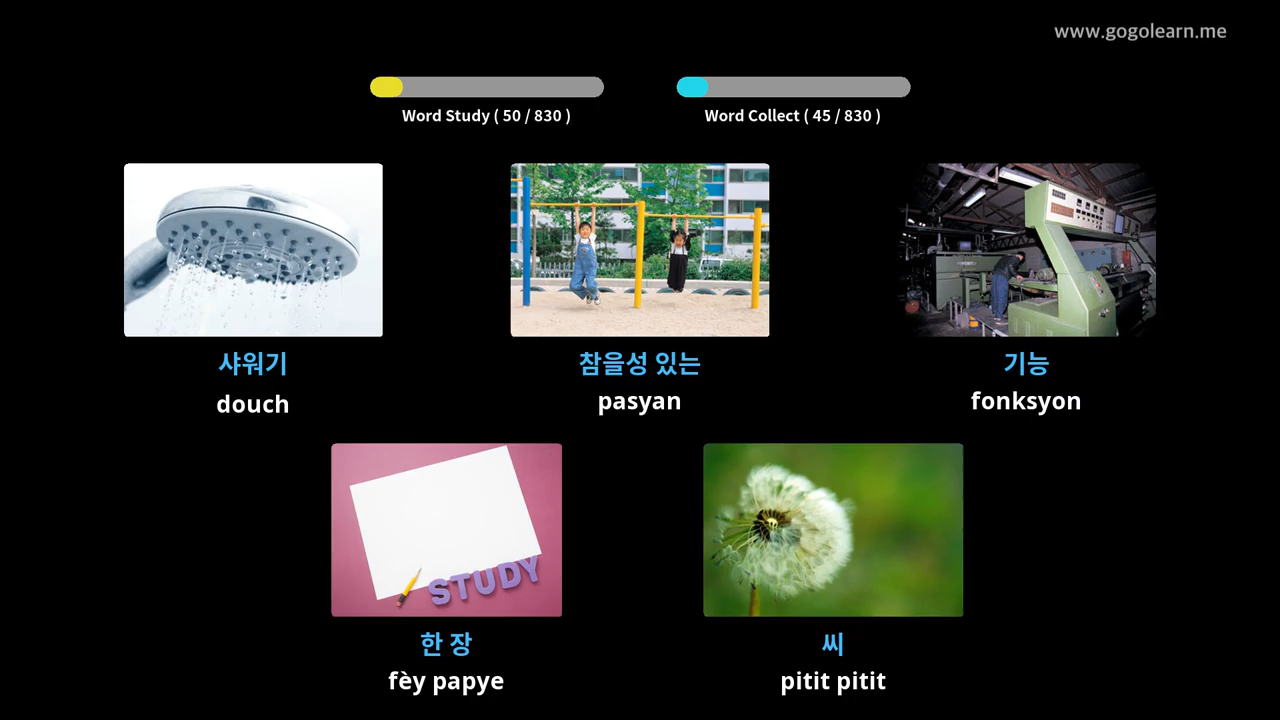 www.gogolearn.me
Word Study ( 50 / 830 )
Word Collect ( 45 / 830 )
샤워기
douch
참을성 있는
pasyan
기능
fonksyon
STUDY
한 장
fèy papye
씨
pitit pitit